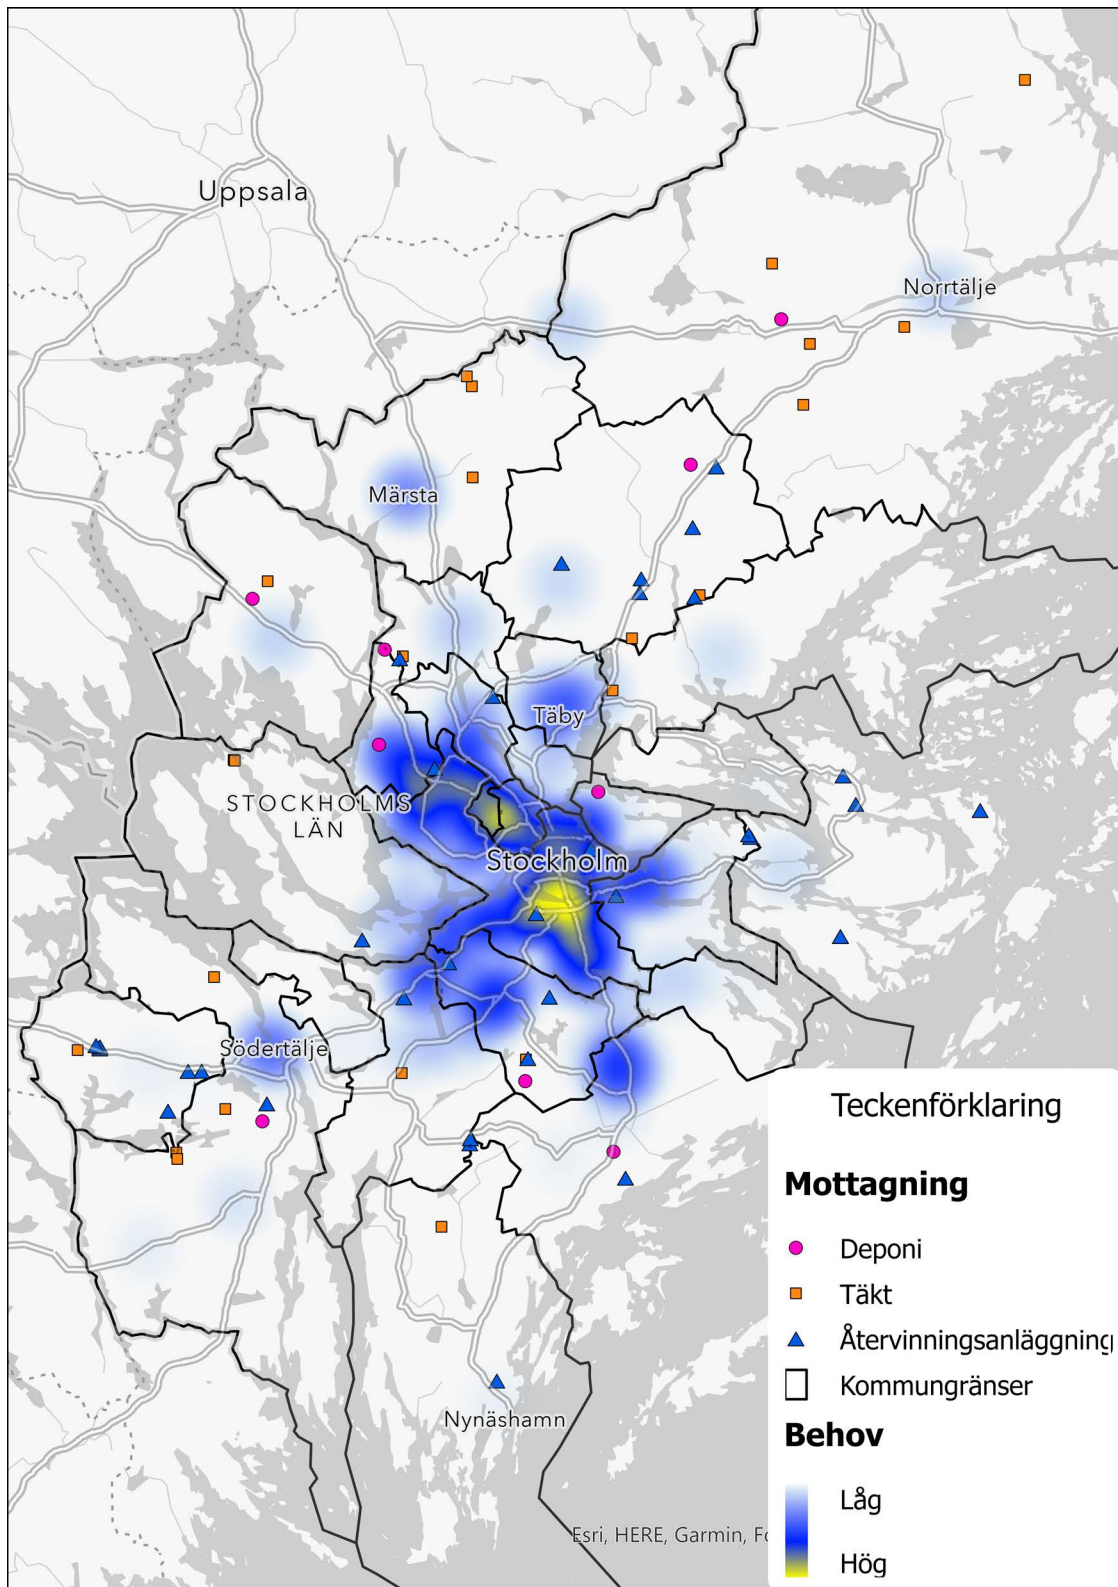 Uppsala
Norrtälje
Märsta
Täby
STOCKHOLMS
LÄN
Stockholm
Södertälje
Nynäshamn
Teckenförklaring
Mottagning
Deponi
Täkt
Återvinningsanläggning
Kommungränser
Behov
Låg
Hög
Esri, HERE, Garmin,